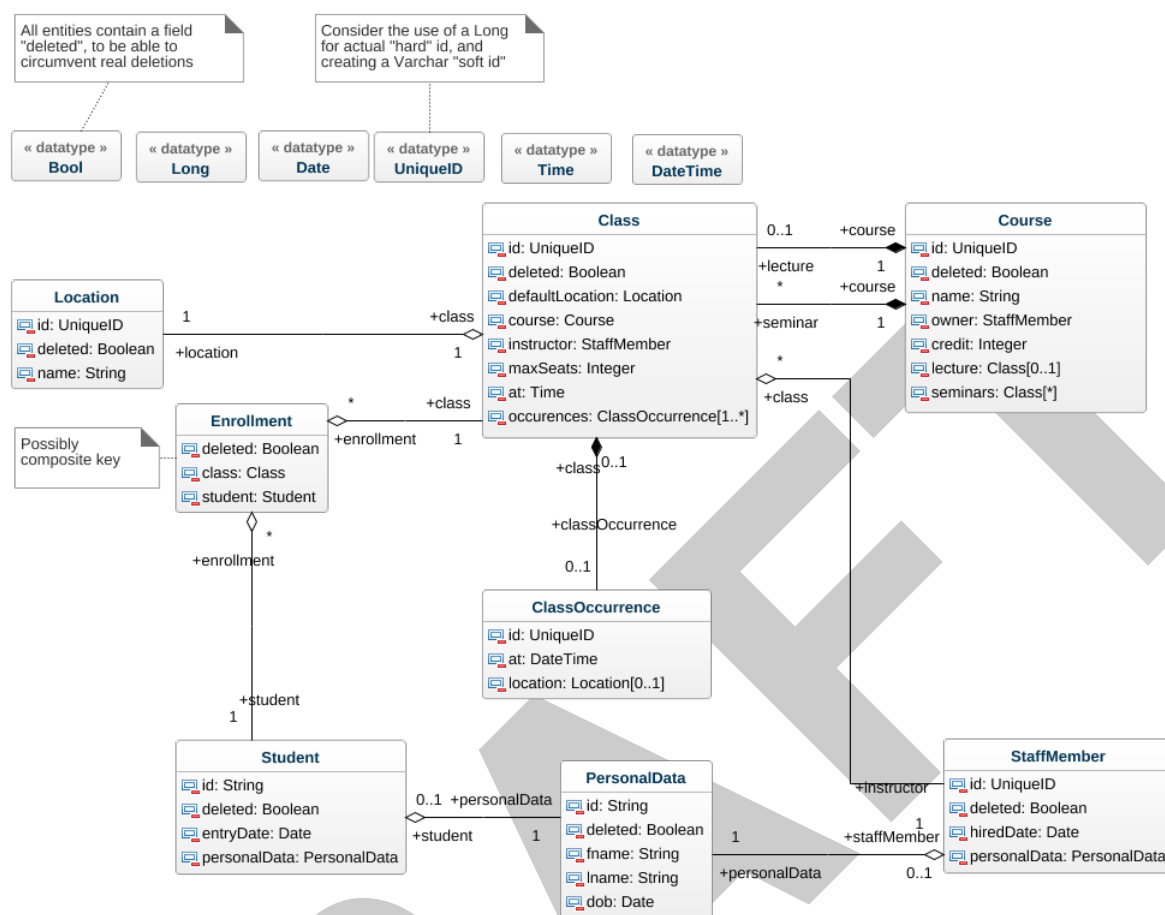 All entities contain a field
"deleted", to be able to
circumvent real deletions
Consider the use of a Long
for actual "hard" id, and
creating a Varchar "soft id"
« datatype »
Bool
« datatype »
Long
« datatype »
Date
« datatype »
UniqueID
« datatype »
Time
« datatype »
DateTime
Class
id: UniqueID
deleted: Boolean
defaultLocation: Location
course: Course
instructor: StaffMember
maxSeats: Integer
at: Time
occurences: ClassOccurrence[1..*]
0..1 +course
+lecture 1
* +course
+seminar 1
*
+class
Course
id: UniqueID
deleted: Boolean
name: String
owner: StaffMember
credit: Integer
lecture: Class[0..1]
seminars: Class[*]
Location
id: UniqueID
deleted: Boolean
name: String
1 +class
+location 1
Enrollment
deleted: Boolean
class: Class
student: Student
* +class
+enrollment 1
Possibly
composite key
+class 0..1
+classOccurrence
0..1
*
+enrollment
+student
1
ClassOccurrence
id: UniqueID
at: DateTime
location: Location[0..1]
Student
id: String
deleted: Boolean
entryDate: Date
personalData: PersonalData
0..1 +personalData
+student 1
PersonalData
id: String
deleted: Boolean
fname: String
lname: String
dob: Date
+instructor
1
1 +staffMember
+personalData 0..1
StaffMember
id: UniqueID
deleted: Boolean
hiredDate: Date
personalData: PersonalData